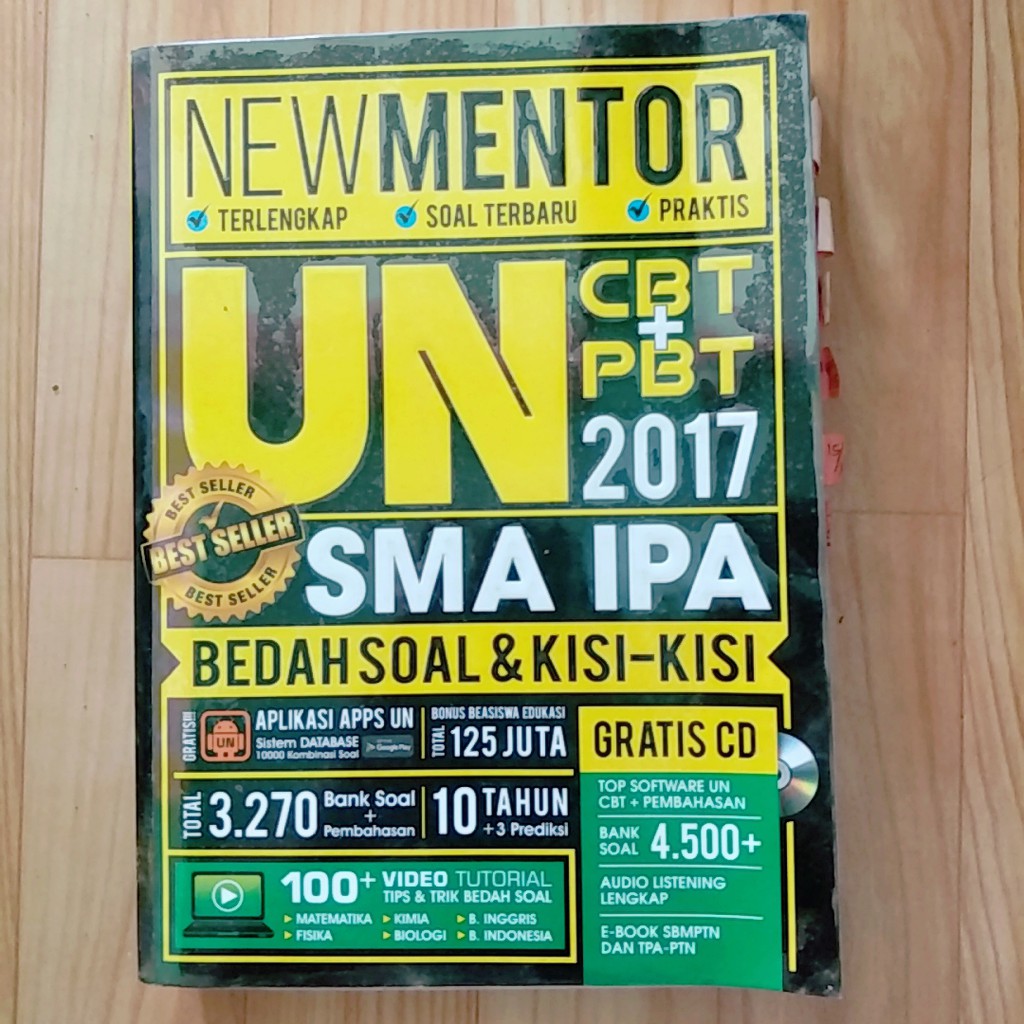 NEWMENTOR
TERLENGKAP SOAL TERBARU PRAKTIS
UN
CBT
+
PBT
2017
BEST SELLER
BEST SELLER
BEST SELLER
SMA IPA
BEDAH SOAL & KISI-KISI
GRATIS!!!
UN
APLIKASI APPS UN
Sistem DATABASE
10000 Kombinasi Soal
Google Play
BONUS BEASISWA EDUKASI
TOTAL 125 JUTA
TOTAL 3.270 Bank Soal
+
Pembahasan
10 TAHUN
+3 Prediksi
100+ VIDEO TUTORIAL
TIPS & TRIK BEDAH SOAL
MATEMATIKA KIMIA B. INGGRIS
FISIKA BIOLOGI B. INDONESIA
GRATIS CD
TOP SOFTWARE UN
CBT + PEMBAHASAN
BANK SOAL 4.500+
AUDIO LISTENING
LENGKAP
E-BOOK SBMPTN
DAN TPA-PTN